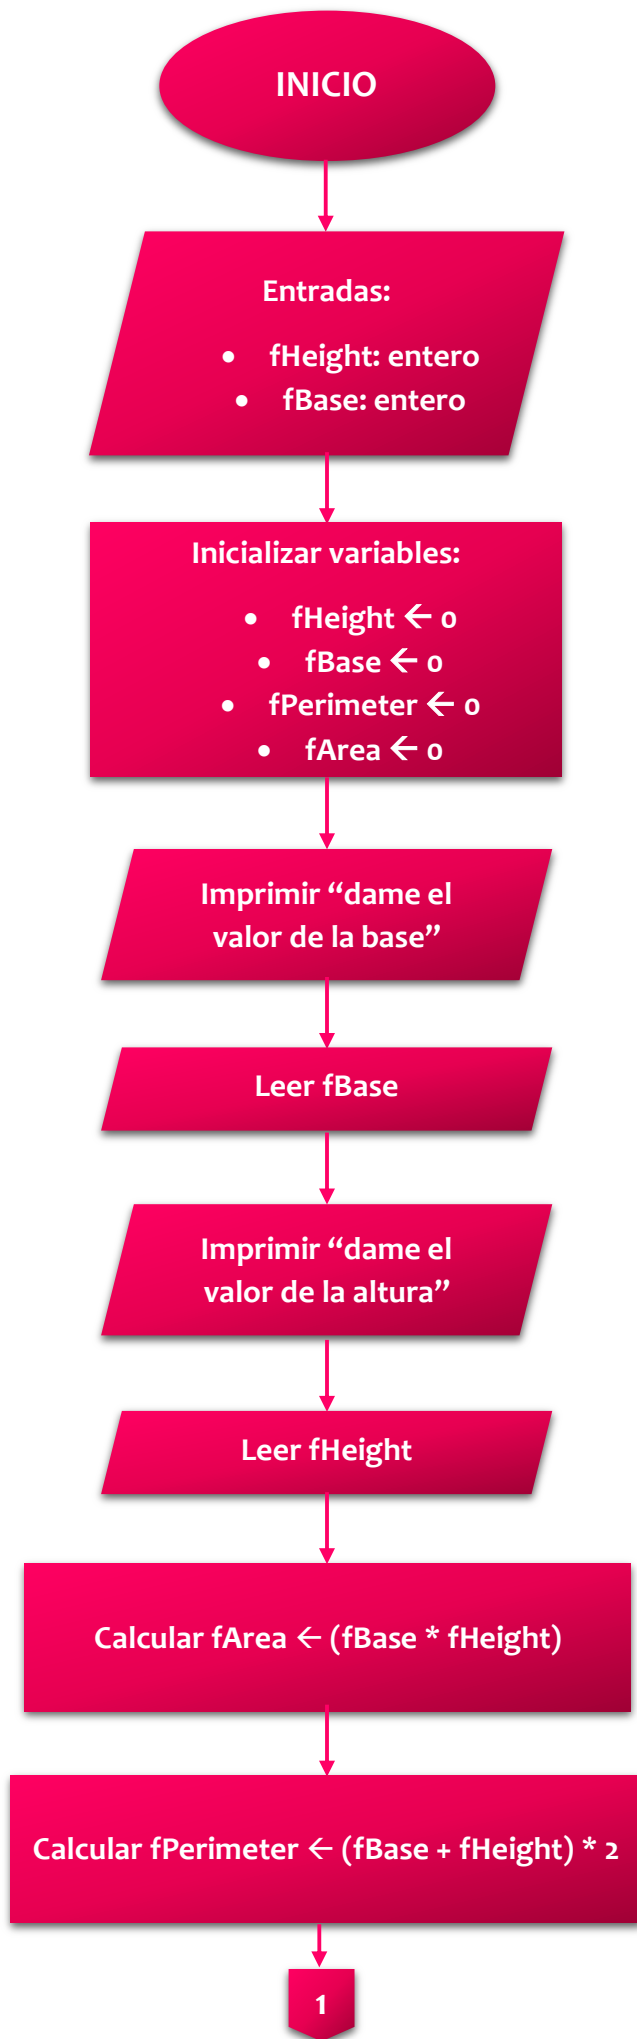 INICIO
Entradas:
• fHeight: entero
• fBase: entero
Inicializar variables:
• fHeight ← 0
• fBase ← 0
• fPerimeter ← 0
• fArea ← 0
Imprimir “dame el
valor de la base”
Leer fBase
Imprimir “dame el
valor de la altura”
Leer fHeight
Calcular fArea ← (fBase * fHeight)
Calcular fPerimeter ← (fBase + fHeight) * 2
1